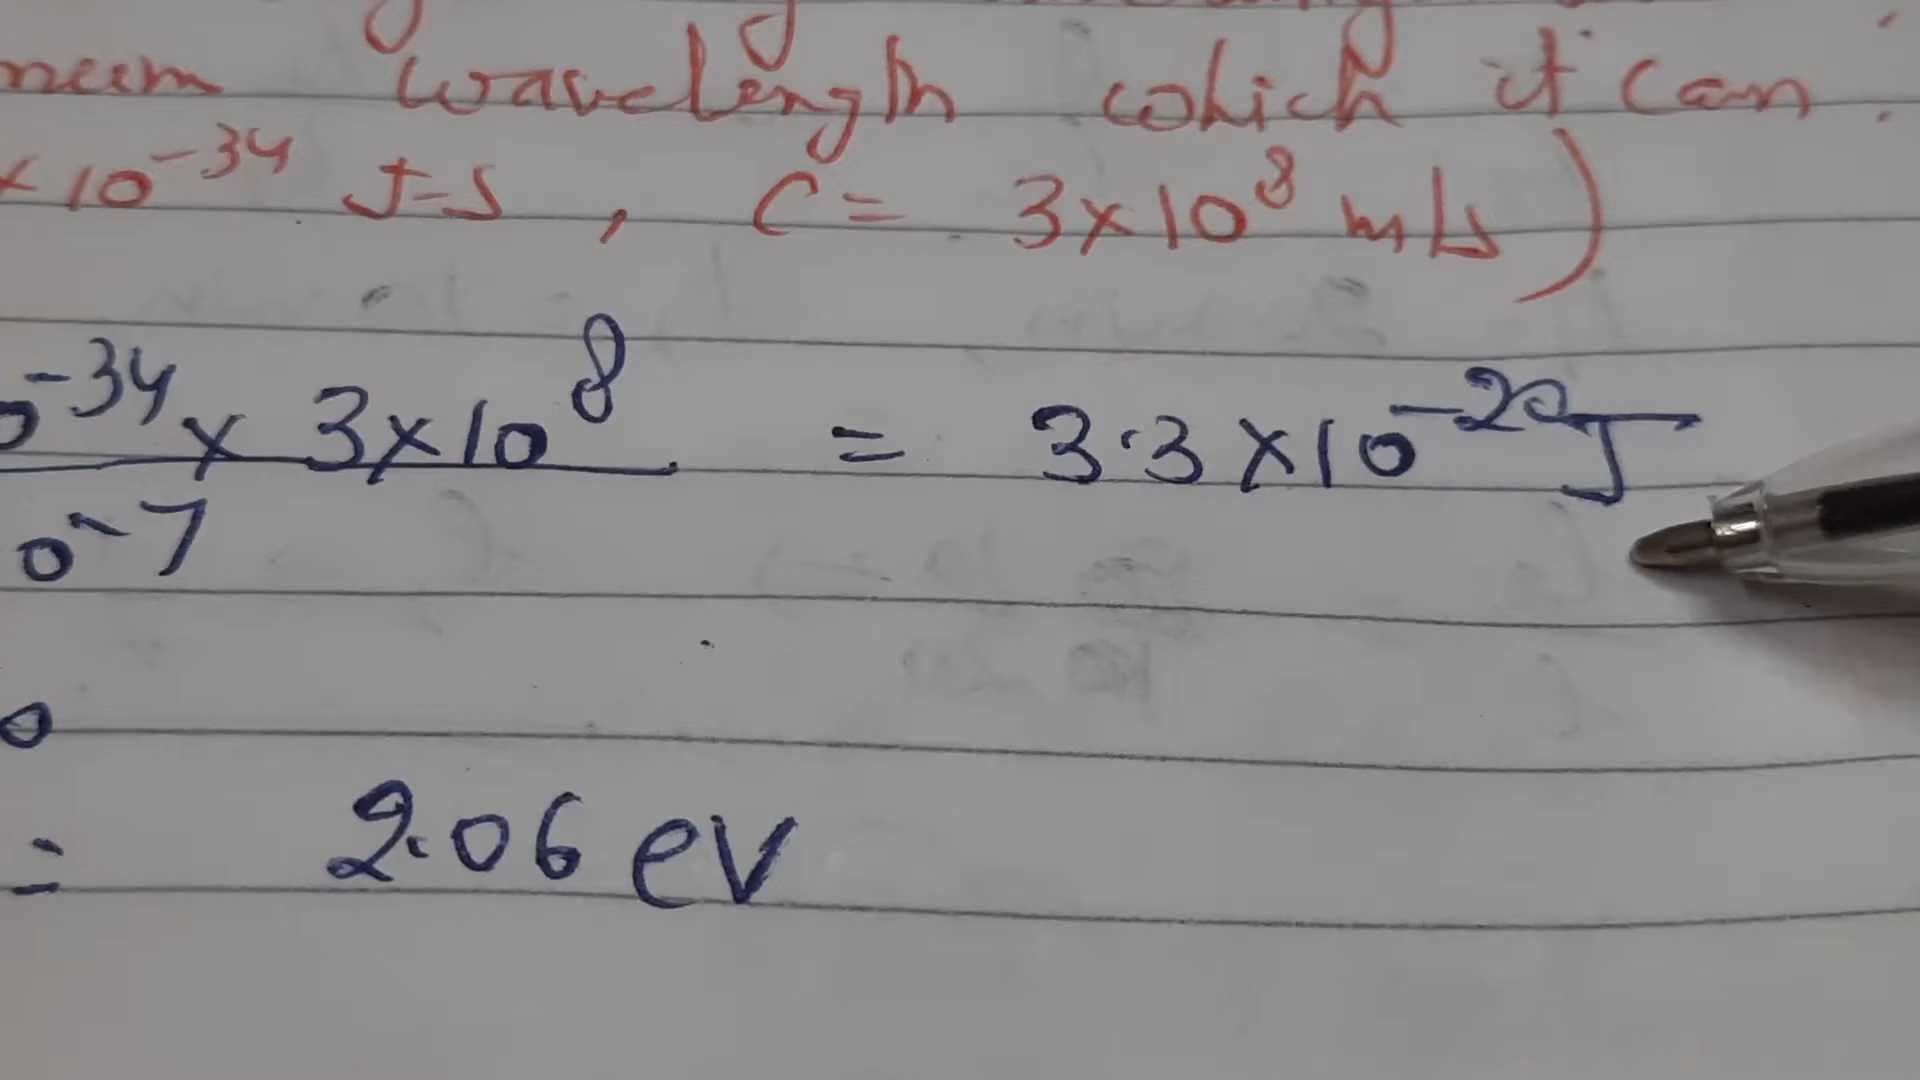 wavelength which it can
× 10⁻³⁴ J-s , C = 3×10⁸ m/s)
⁻³⁴ × 3×10⁸ = 3.3×10⁻²⁰ J
0⁻⁷
0
= 2.06 eV